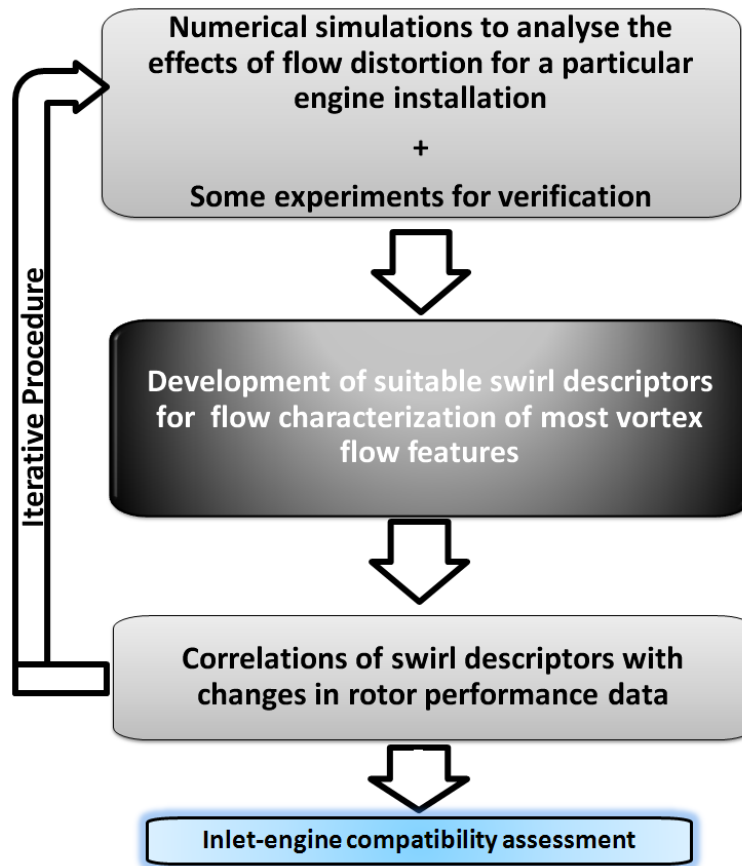 Numerical simulations to analyse the
effects of flow distortion for a particular
engine installation
+
Some experiments for verification
Iterative Procedure
Development of suitable swirl descriptors
for flow characterization of most vortex
flow features
Correlations of swirl descriptors with
changes in rotor performance data
Inlet-engine compatibility assessment